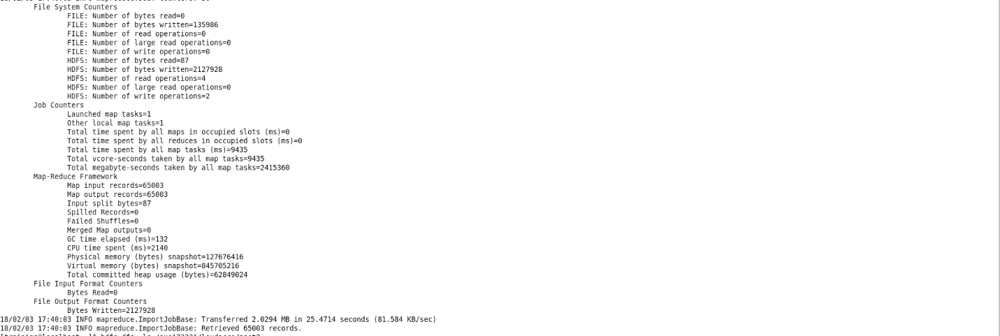 File System Counters
FILE: Number of bytes read=0
FILE: Number of bytes written=135986
FILE: Number of read operations=0
FILE: Number of large read operations=0
FILE: Number of write operations=0
HDFS: Number of bytes read=87
HDFS: Number of bytes written=2127928
HDFS: Number of read operations=4
HDFS: Number of large read operations=0
HDFS: Number of write operations=2
Job Counters
Launched map tasks=1
Other local map tasks=1
Total time spent by all maps in occupied slots (ms)=0
Total time spent by all reduces in occupied slots (ms)=0
Total time spent by all map tasks (ms)=9435
Total vcore-seconds taken by all map tasks=9435
Total megabyte-seconds taken by all map tasks=2415360
Map-Reduce Framework
Map input records=65003
Map output records=65003
Input split bytes=87
Spilled Records=0
Failed Shuffles=0
Merged Map outputs=0
GC time elapsed (ms)=132
CPU time spent (ms)=2140
Physical memory (bytes) snapshot=127676416
Virtual memory (bytes) snapshot=845705216
Total committed heap usage (bytes)=62849024
File Input Format Counters
Bytes Read=0
File Output Format Counters
Bytes Written=2127928
18/02/03 17:40:03 INFO mapreduce.ImportJobBase: Transferred 2.0294 MB in 25.4714 seconds (81.584 KB/sec)
18/02/03 17:40:03 INFO mapreduce.ImportJobBase: Retrieved 65003 records.